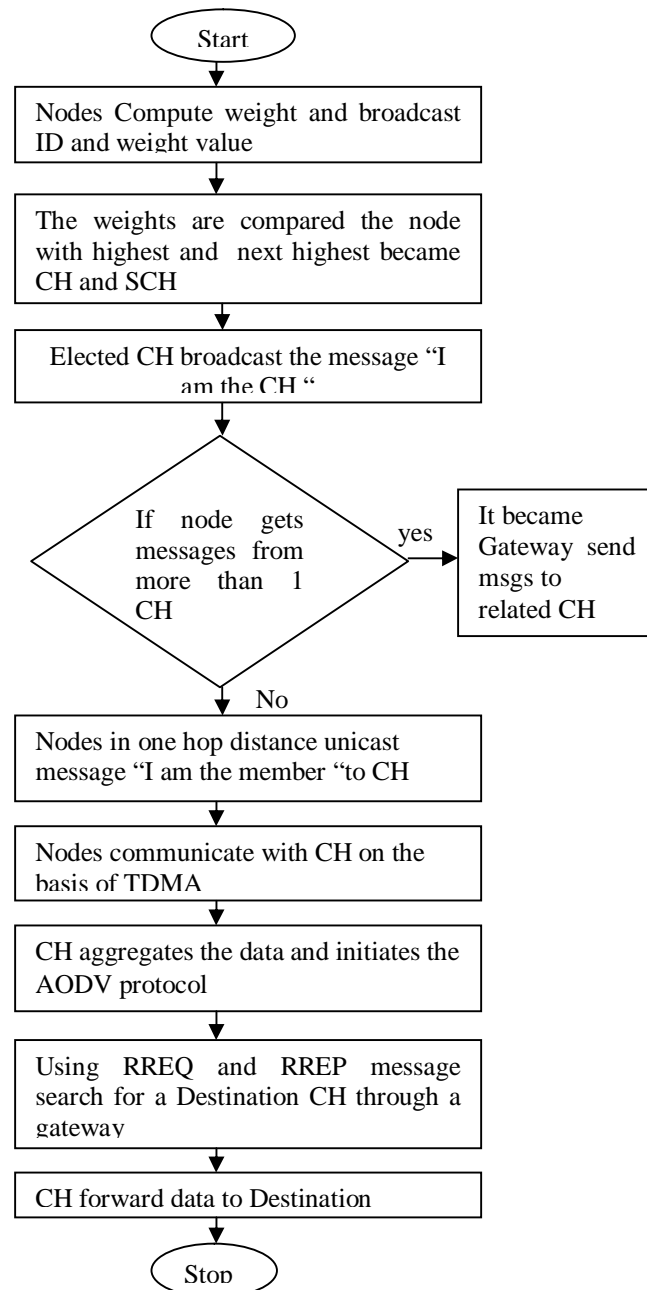 Start
Nodes Compute weight and broadcast
ID and weight value
The weights are compared the node
with highest and next highest became
CH and SCH
Elected CH broadcast the message “I
am the CH “
If node gets
messages from
more than 1
CH
yes
It became
Gateway send
msgs to
related CH
No
Nodes in one hop distance unicast
message “I am the member “to CH
Nodes communicate with CH on the
basis of TDMA
CH aggregates the data and initiates the
AODV protocol
Using RREQ and RREP message
search for a Destination CH through a
gateway
CH forward data to Destination
Stop